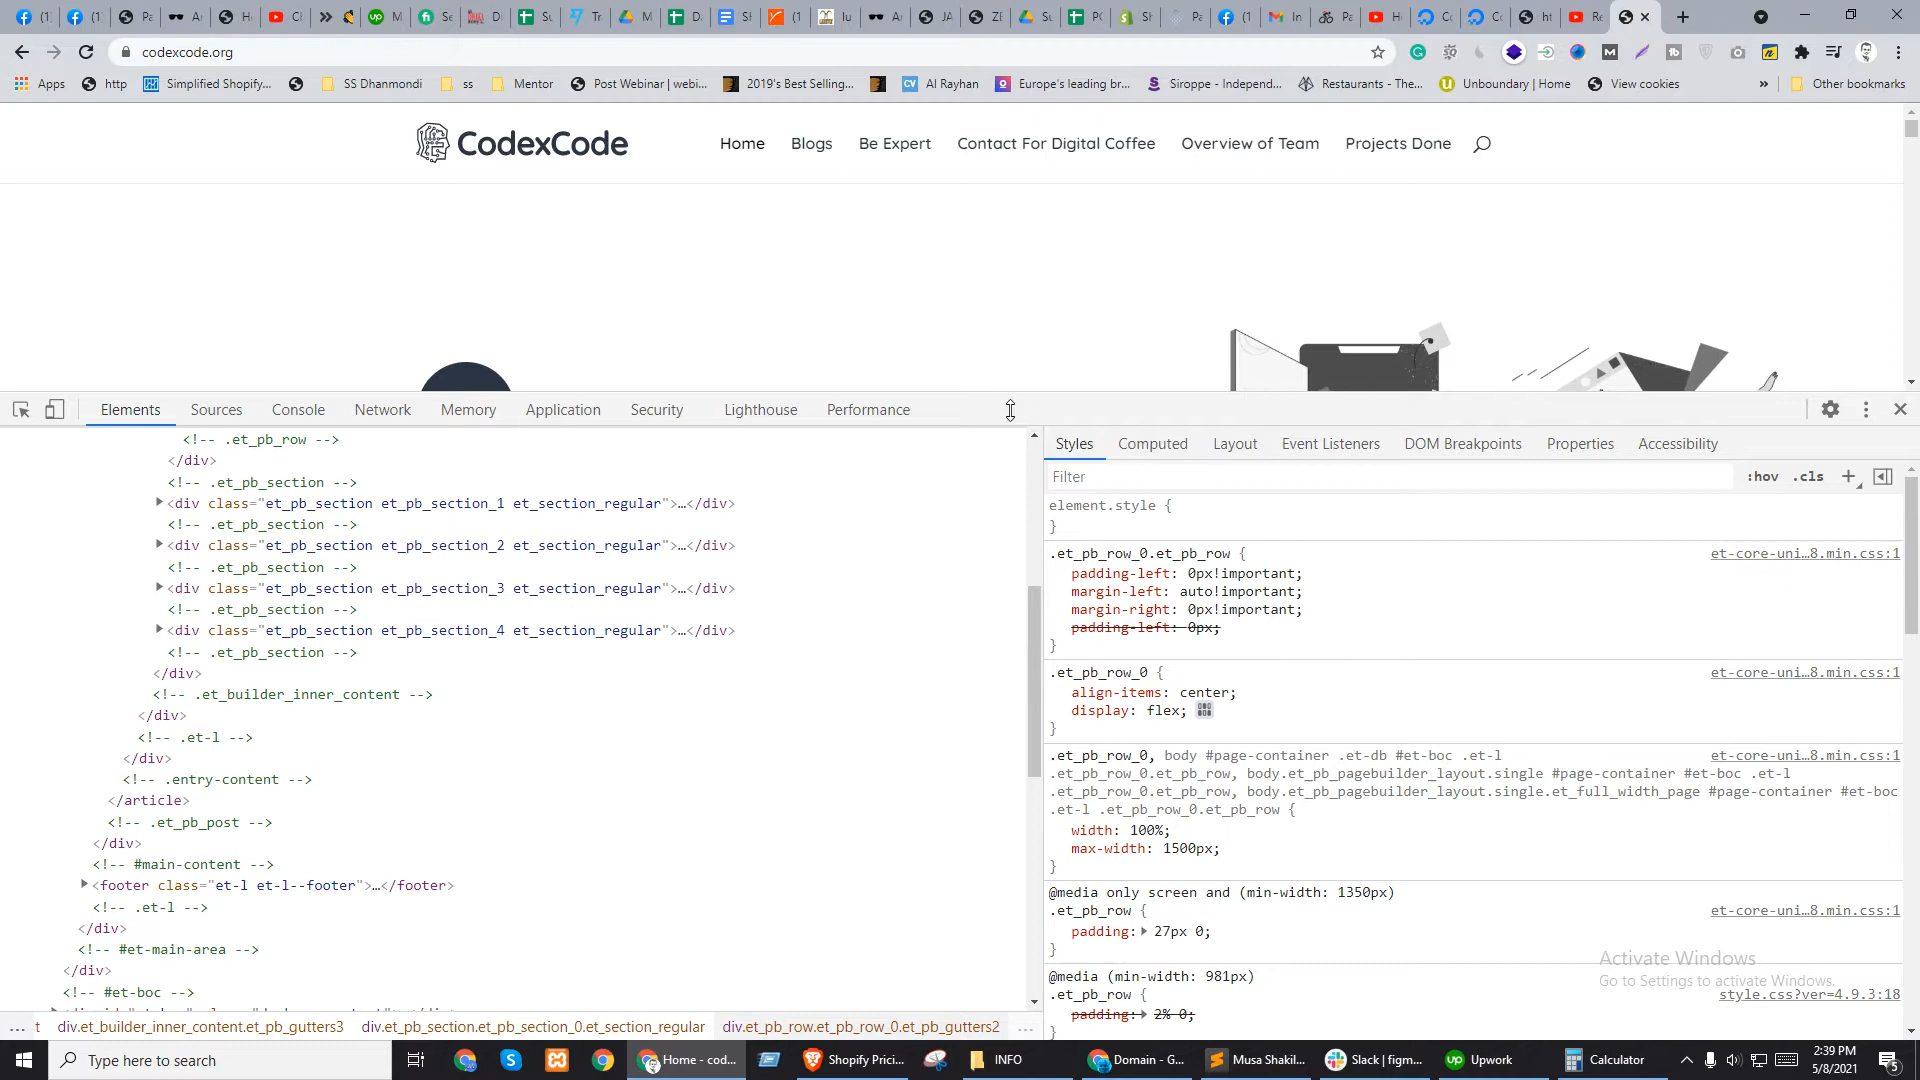 codexcode.org
Apps
http
Simplified Shopify...
SS Dhanmondi
ss
Mentor
Post Webinar | webi...
2019's Best Selling...
Al Rayhan
Europe's leading br...
Siroppe - Independ...
Restaurants - The...
Unboundary | Home
View cookies
»
Other bookmarks
CodexCode
Home
Blogs
Be Expert
Contact For Digital Coffee
Overview of Team
Projects Done
Elements
Sources
Console
Network
Memory
Application
Security
Lighthouse
Performance
<!-- .et_pb_row -->
</div>
<!-- .et_pb_section -->
<div class="et_pb_section et_pb_section_1 et_section_regular">…</div>
<!-- .et_pb_section -->
<div class="et_pb_section et_pb_section_2 et_section_regular">…</div>
<!-- .et_pb_section -->
<div class="et_pb_section et_pb_section_3 et_section_regular">…</div>
<!-- .et_pb_section -->
<div class="et_pb_section et_pb_section_4 et_section_regular">…</div>
<!-- .et_pb_section -->
</div>
<!-- .et_builder_inner_content -->
</div>
<!-- .et-l -->
</div>
<!-- .entry-content -->
</article>
<!-- .et_pb_post -->
</div>
<!-- #main-content -->
<footer class="et-l et-l--footer">…</footer>
<!-- .et-l -->
</div>
<!-- #et-main-area -->
</div>
<!-- #et-boc -->
... t div.et_builder_inner_content.et_pb_gutters3 div.et_pb_section.et_pb_section_0.et_section_regular div.et_pb_row.et_pb_row_0.et_pb_gutters2 ...
Styles
Computed
Layout
Event Listeners
DOM Breakpoints
Properties
Accessibility
Filter
:hov .cls +
element.style {
}
.et_pb_row_0.et_pb_row { et-core-uni…8.min.css:1
padding-left: 0px!important;
margin-left: auto!important;
margin-right: 0px!important;
padding-left: 0px;
}
.et_pb_row_0 { et-core-uni…8.min.css:1
align-items: center;
display: flex;
}
.et_pb_row_0, body #page-container .et-db #et-boc .et-l et-core-uni…8.min.css:1
.et_pb_row_0.et_pb_row, body.et_pb_pagebuilder_layout.single #page-container #et-boc .et-l
.et_pb_row_0.et_pb_row, body.et_pb_pagebuilder_layout.single.et_full_width_page #page-container #et-boc
.et-l .et_pb_row_0.et_pb_row {
width: 100%;
max-width: 1500px;
}
@media only screen and (min-width: 1350px)
.et_pb_row { et-core-uni…8.min.css:1
padding: 27px 0;
}
@media (min-width: 981px)
.et_pb_row { style.css?ver=4.9.3:18
padding: 2% 0;
}
Activate Windows
Go to Settings to activate Windows.
Type here to search
Home - cod...
Shopify Prici...
INFO
Domain - G...
Musa Shakil...
Slack | figm...
Upwork
Calculator
2:39 PM
5/8/2021
5